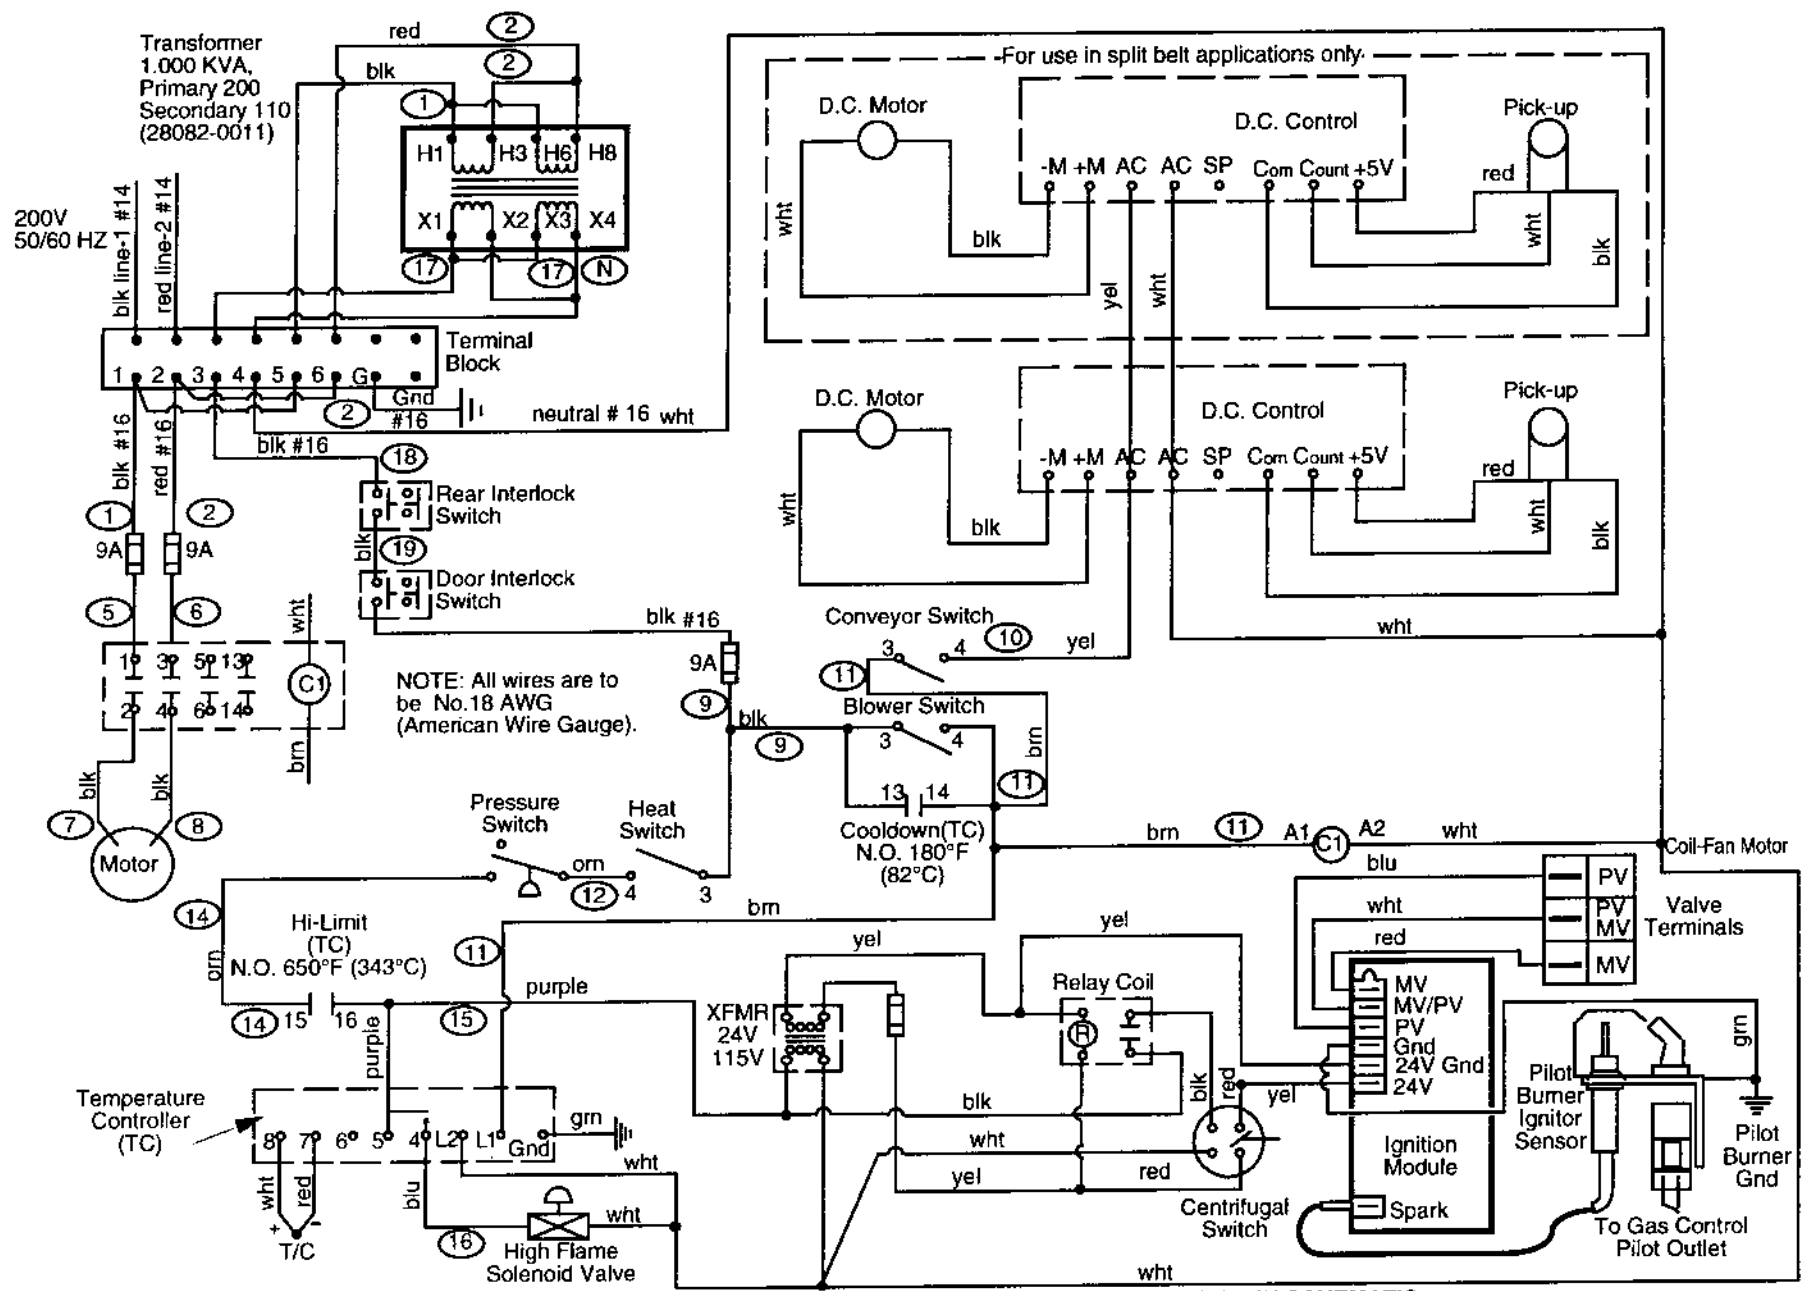 red
2
Transformer
1.000 KVA,
Primary 200
Secondary 110
(28082-0011)
blk
2
1
H1
H3
H6
H8
X1
X2
X3
X4
17
17
N
200V
50/60 HZ
blk line-1 #14
red line-2 #14
Terminal
Block
1
2
3
4
5
6
G
Gnd
#16
2
neutral # 16
wht
blk #16
red #16
blk #16
18
Rear Interlock
Switch
blk
19
Door Interlock
Switch
1
2
9A
9A
5
6
wht
1
3
5
13
C1
2
4
6
14
brn
blk
blk
7
8
Motor
NOTE: All wires are to
be No.18 AWG
(American Wire Gauge).
blk #16
9A
9
blk
9
For use in split belt applications only
D.C. Motor
D.C. Control
Pick-up
-M
+M
AC
AC
SP
Com
Count
+5V
red
wht
blk
wht
blk
yel
wht
D.C. Motor
D.C. Control
Pick-up
-M
+M
AC
AC
SP
Com
Count
+5V
red
wht
blk
wht
blk
wht
Conveyor Switch
3
4
10
yel
11
Blower Switch
3
4
brn
11
13
14
Cooldown(TC)
N.O. 180°F
(82°C)
Pressure
Switch
Heat
Switch
orn
12
4
3
14
orn
Hi-Limit
(TC)
N.O. 650°F (343°C)
14
15
16
15
purple
purple
11
brn
brn
11
A1
C1
A2
wht
Coil-Fan Motor
blu
wht
red
PV
PV
MV
MV
Valve
Terminals
yel
yel
Relay Coil
R
XFMR
24V
115V
MV
MV/PV
PV
Gnd
24V Gnd
24V
Ignition
Module
Spark
grn
Pilot
Burner
Ignitor
Sensor
Pilot
Burner
Gnd
To Gas Control
Pilot Outlet
blk
red
yel
blk
wht
yel
red
Centrifugal
Switch
Temperature
Controller
(TC)
8
7
6
5
4
L2
L1
Gnd
grn
wht
red
+
-
T/C
blu
16
wht
wht
High Flame
Solenoid Valve
wht